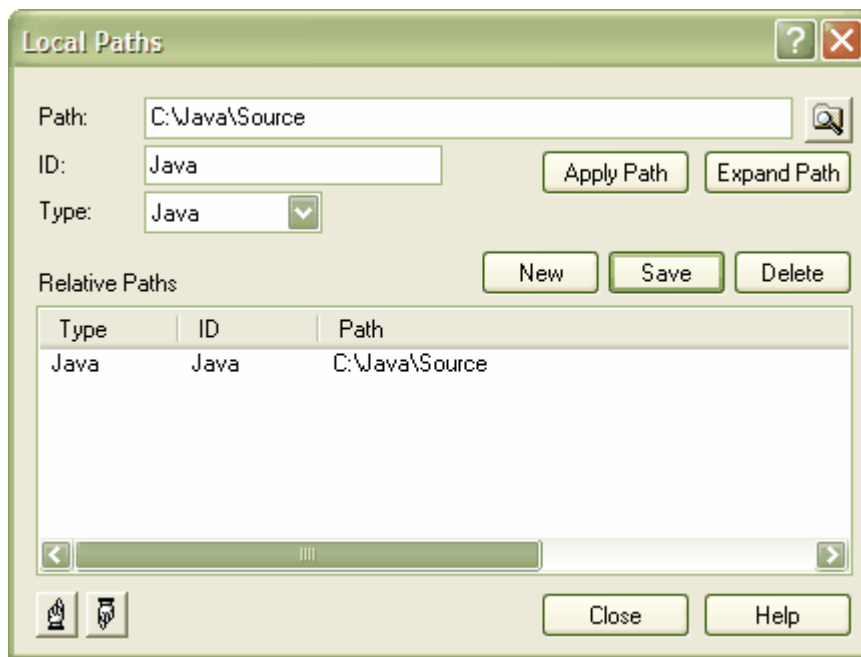 Local Paths
Path: C:\Java\Source
ID: Java
Apply Path Expand Path
Type: Java
Relative Paths New Save Delete
Type ID Path
Java Java C:\Java\Source
Close Help